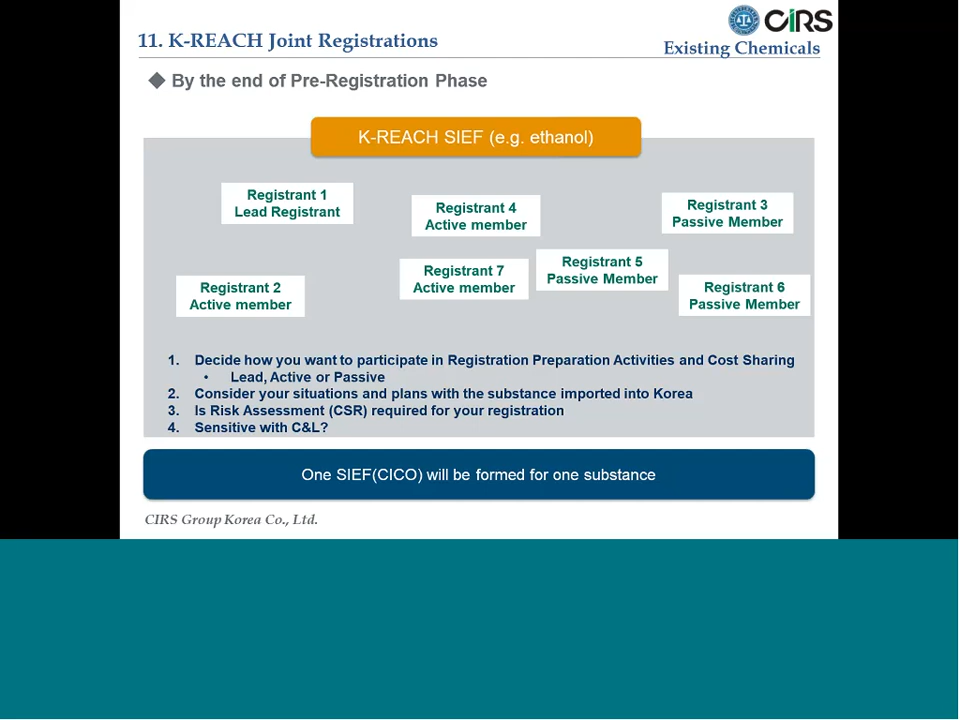 CIRS
11. K-REACH Joint Registrations
Existing Chemicals
By the end of Pre-Registration Phase
K-REACH SIEF (e.g. ethanol)
Registrant 1
Lead Registrant
Registrant 4
Active member
Registrant 3
Passive Member
Registrant 7
Active member
Registrant 5
Passive Member
Registrant 2
Active member
Registrant 6
Passive Member
1. Decide how you want to participate in Registration Preparation Activities and Cost Sharing
• Lead, Active or Passive
2. Consider your situations and plans with the substance imported into Korea
3. Is Risk Assessment (CSR) required for your registration
4. Sensitive with C&L?
One SIEF(CICO) will be formed for one substance
CIRS Group Korea Co., Ltd.